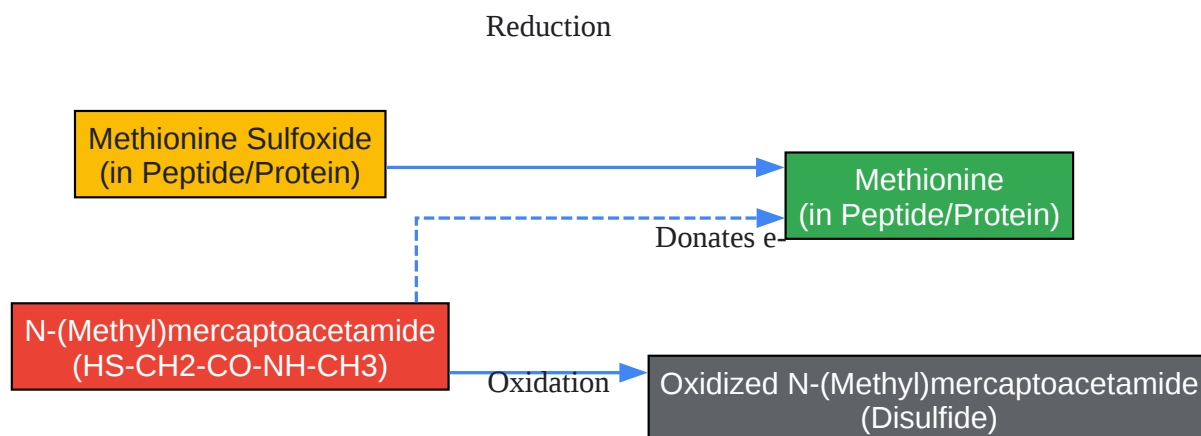 Reduction
Methionine Sulfoxide
(in Peptide/Protein)
Methionine
(in Peptide/Protein)
Donates e-
N-(Methyl)mercaptoacetamide
(HS-CH2-CO-NH-CH3)
Oxidation
Oxidized N-(Methyl)mercaptoacetamide
(Disulfide)